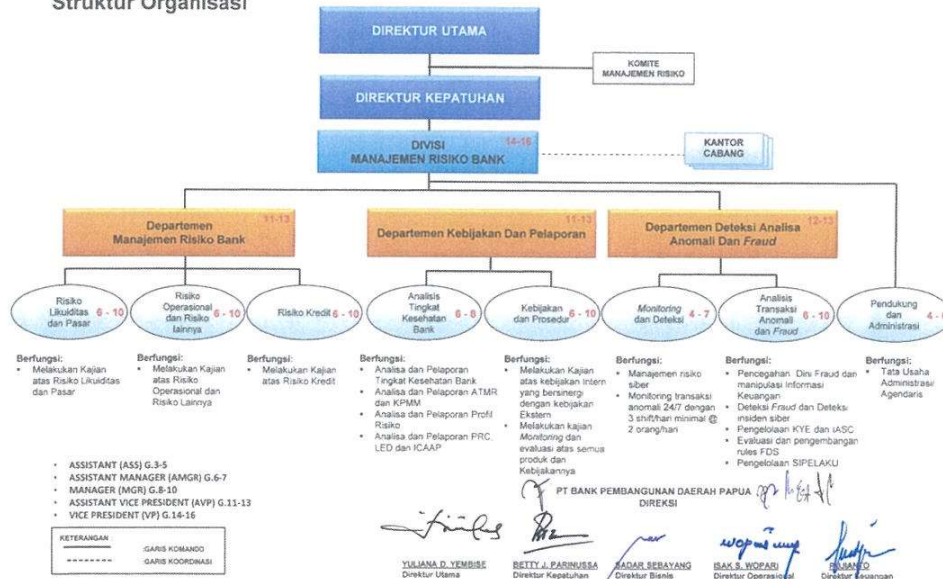 Struktur Organisasi
DIREKTUR UTAMA
KOMITE
MANAJEMEN RISIKO
DIREKTUR KEPATUHAN
DIVISI
MANAJEMEN RISIKO BANK
14-16
KANTOR
CABANG
11-13
Departemen
Manajemen Risiko Bank
11-13
Departemen Kebijakan Dan Pelaporan
12-13
Departemen Deteksi Analisa
Anomali Dan Fraud
Risiko
Likuiditas
dan Pasar
6 - 10
Risiko
Operasional
dan Risiko
lainnya
6 - 10
Risiko Kredit
6 - 10
Analisis
Tingkat
Kesehatan
Bank
6 - 8
Kebijakan
dan Prosedur
6 - 10
Monitoring
dan Deteksi
4 - 7
Analisis
Transaksi
Anomali
dan Fraud
6 - 10
Pendukung
dan
Administrasi
Berfungsi:
• Melakukan Kajian
atas Risiko Likuiditas
dan Pasar
Berfungsi:
• Melakukan Kajian
atas Risiko
Operasional dan
Risiko Lainnya
Berfungsi:
• Melakukan Kajian
atas Risiko Kredit
Berfungsi:
• Analisa dan Pelaporan
Tingkat Kesehatan Bank
• Analisa dan Pelaporan ATMR
dan KPMM
• Analisa dan Pelaporan Profil
Risiko
• Analisa dan Pelaporan PRC,
LED dan ICAAP
Berfungsi:
• Melakukan Kajian
atas kebijakan Intern
yang bersinergi
dengan kebijakan
Ekstern
• Melakukan kajian
Monitoring dan
evaluasi atas semua
produk dan
Kebijakannya
Berfungsi:
• Manajemen risiko
siber
• Monitoring transaksi
anomali 24/7 dengan
3 shift/hari minimal @
2 orang/hari
Berfungsi:
• Pencegahan Dini Fraud dan
manipulasi Informasi
Keuangan
• Deteksi Fraud dan Deteksi
insiden siber
• Pengelolaan KYE dan IASC
• Evaluasi dan pengembangan
rules FDS
• Pengelolaan SIPELAKU
Berfungsi:
• Tata Usaha
Administrasi
Agendaris
• ASSISTANT (ASS) G.3-5
• ASSISTANT MANAGER (AMGR) G.6-7
• MANAGER (MGR) G.8-10
• ASSISTANT VICE PRESIDENT (AVP) G.11-13
• VICE PRESIDENT (VP) G.14-16
KETERANGAN
:GARIS KOMANDO
:GARIS KOORDINASI
PT BANK PEMBANGUNAN DAERAH PAPUA
DIREKSI
YULIANA D. YEMBISE
Direktur Utama
BETTY J. PARINUSSA
Direktur Kepatuhan
SADAR SEBAYANG
Direktur Bisnis
ISAK S. WOPARI
Direktur Operasional
Direktur Keuangan